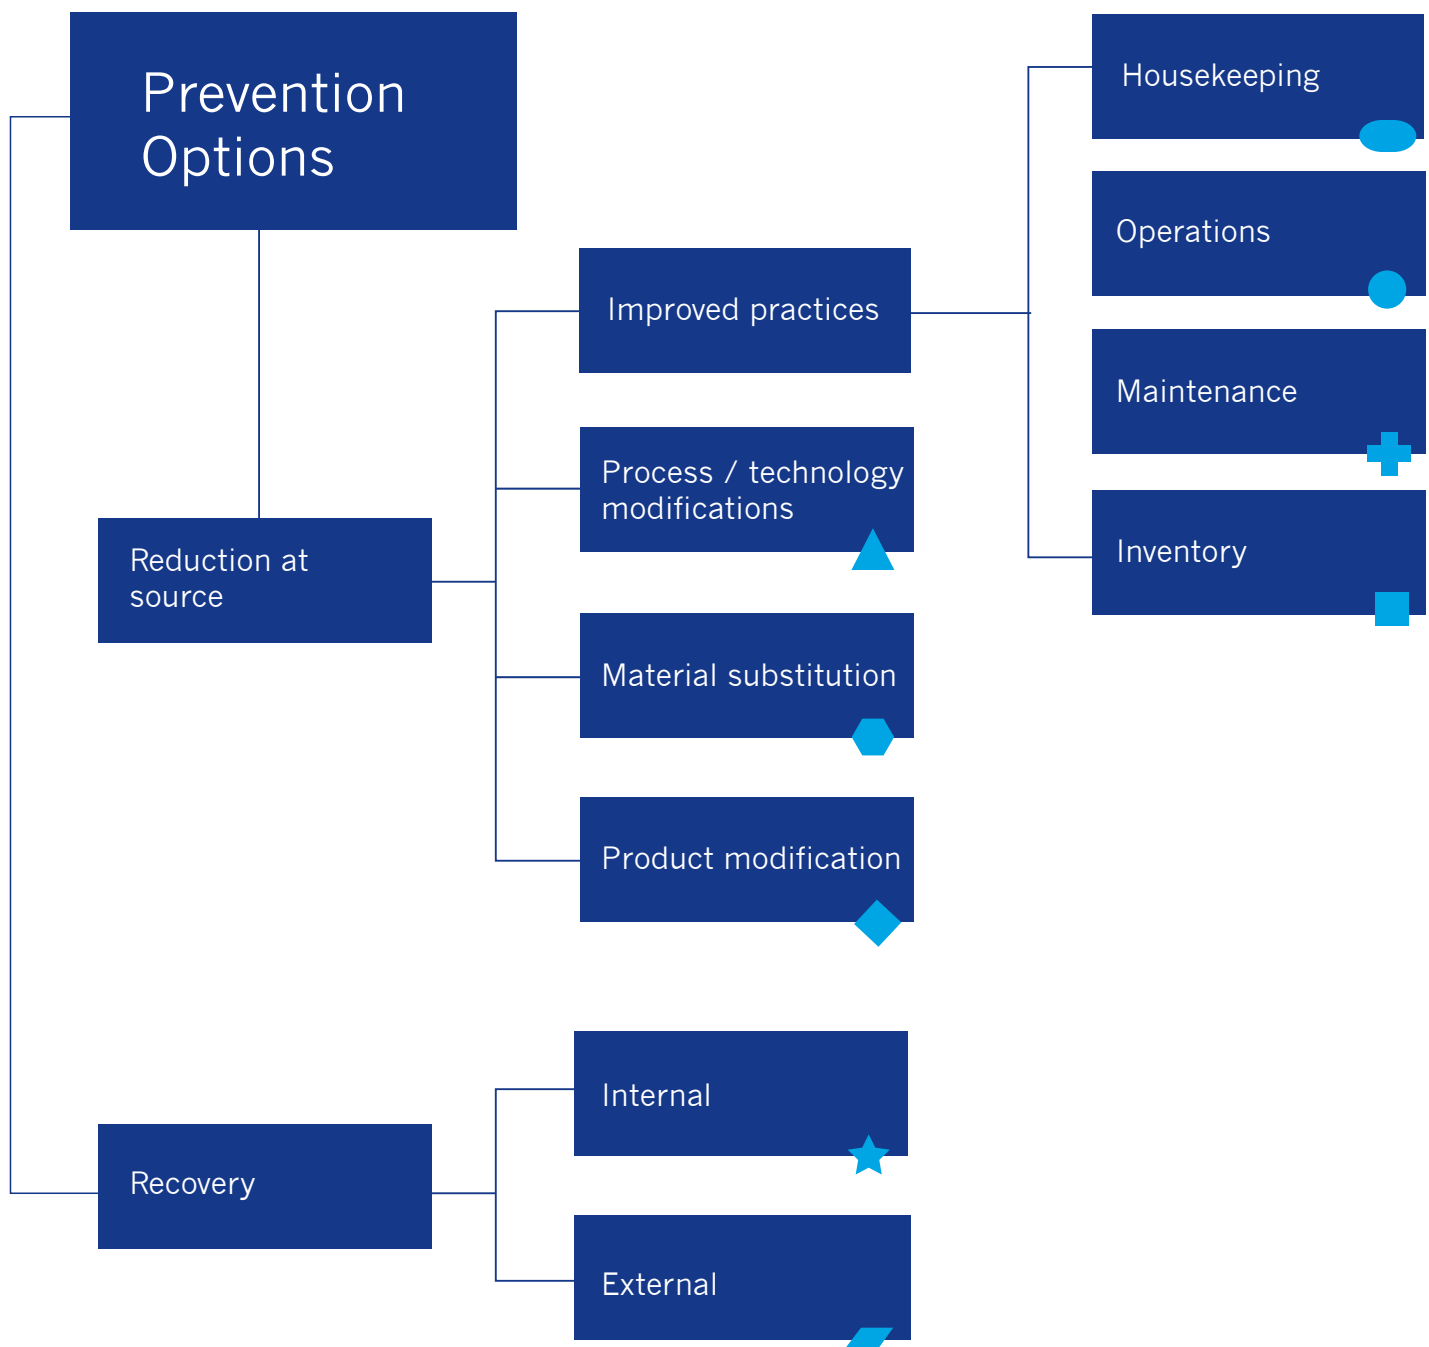 Prevention
Options
Reduction at
source
Improved practices
Housekeeping
Operations
Maintenance
Inventory
Process / technology
modifications
Material substitution
Product modification
Recovery
Internal
External